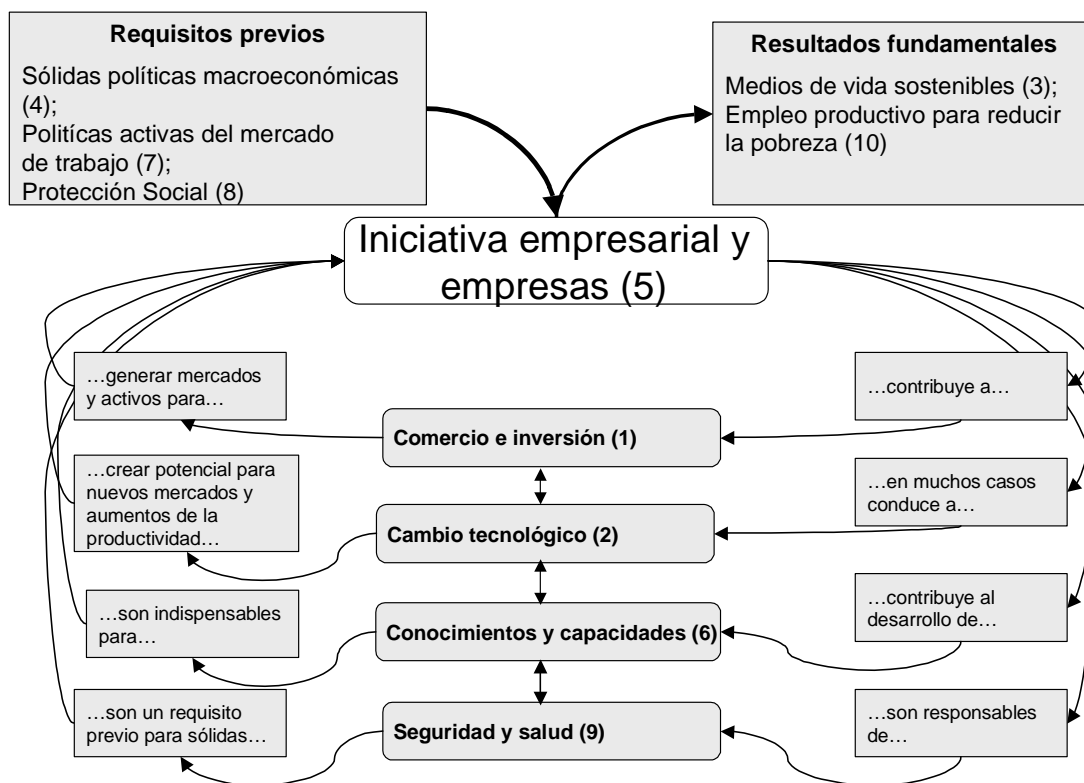 Requisitos previos
Sólidas políticas macroeconómicas
(4);
Politícas activas del mercado
de trabajo (7);
Protección Social (8)
Resultados fundamentales
Medios de vida sostenibles (3);
Empleo productivo para reducir
la pobreza (10)
Iniciativa empresarial y
empresas (5)
…generar mercados
y activos para…
…contribuye a…
Comercio e inversión (1)
…crear potencial para
nuevos mercados y
aumentos de la
productividad…
…en muchos casos
conduce a…
Cambio tecnológico (2)
…son indispensables
para…
…contribuye al
desarrollo de…
Conocimientos y capacidades (6)
…son un requisito
previo para sólidas…
…son responsables
de…
Seguridad y salud (9)